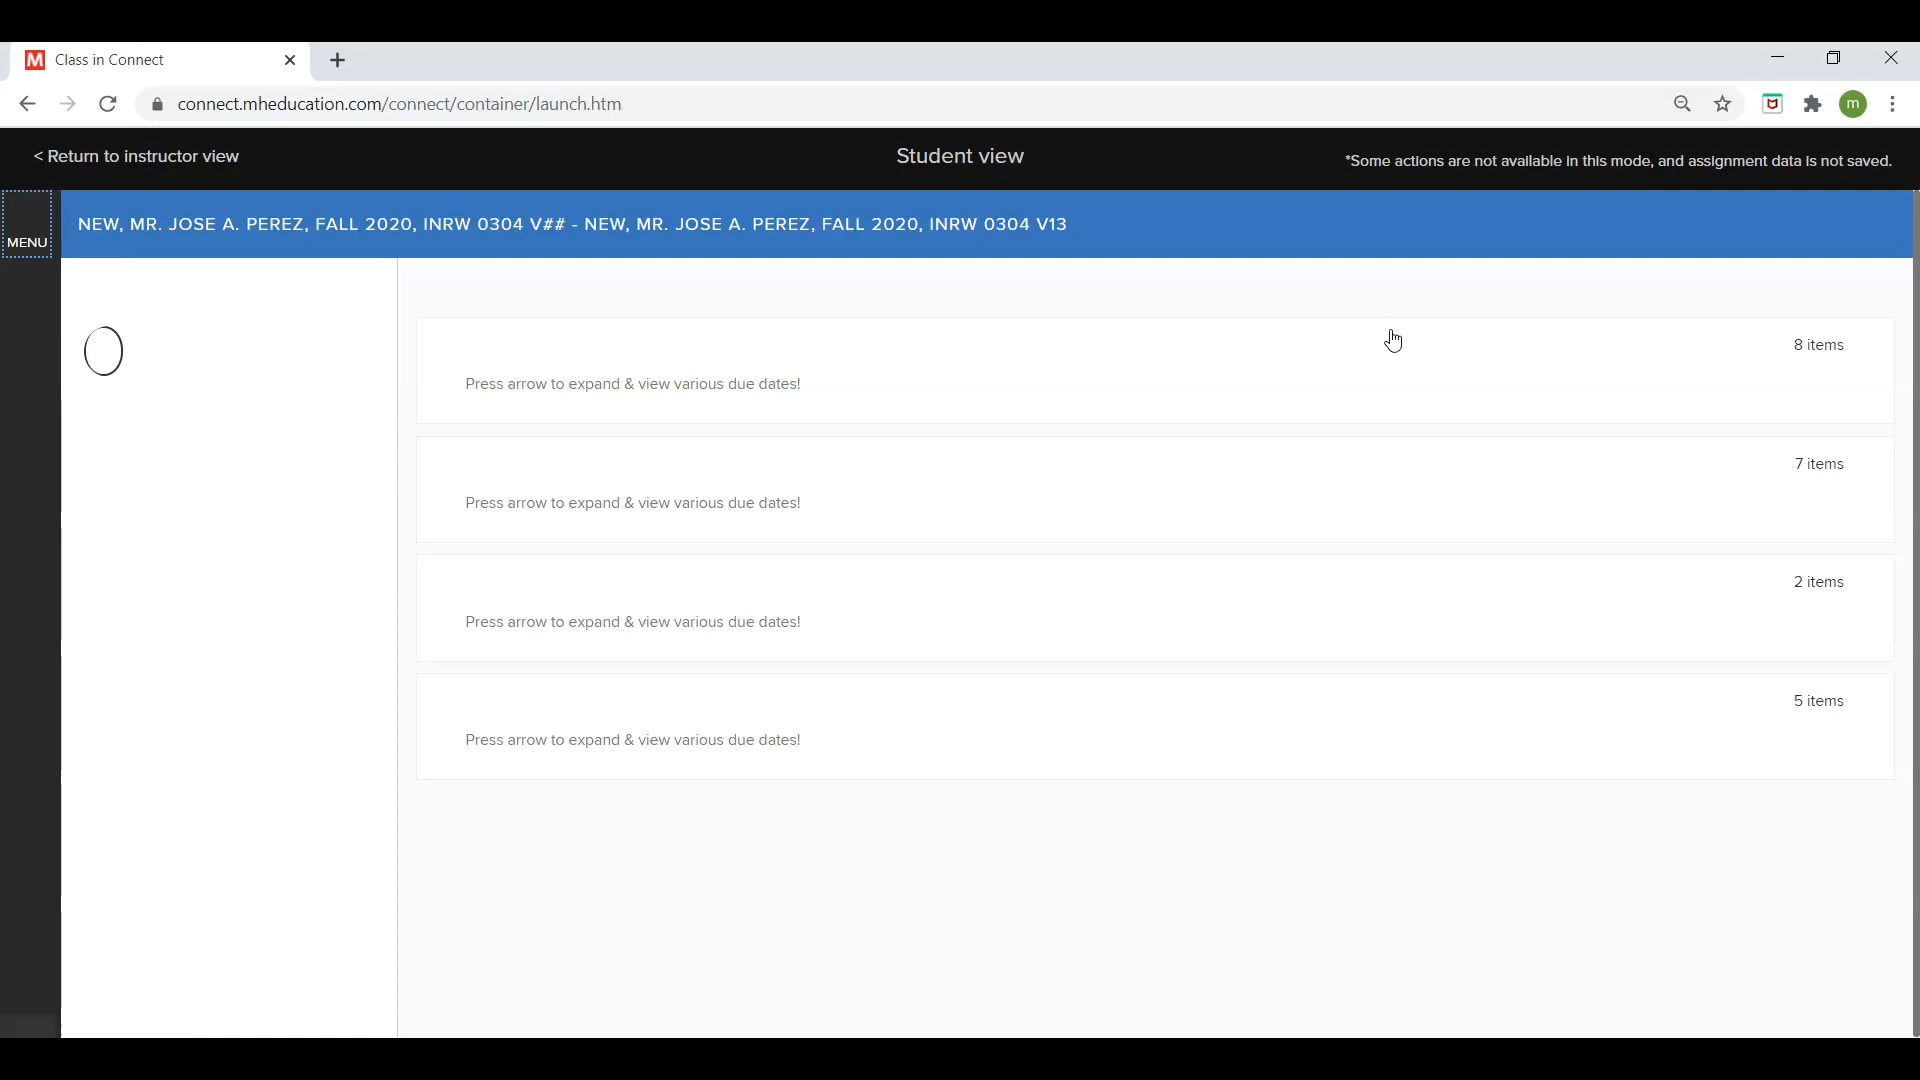 M Class in Connect
connect.mheducation.com/connect/container/launch.htm
m
< Return to instructor view
Student view
*Some actions are not available in this mode, and assignment data is not saved.
MENU
NEW, MR. JOSE A. PEREZ, FALL 2020, INRW 0304 V## - NEW, MR. JOSE A. PEREZ, FALL 2020, INRW 0304 V13
8 items
Press arrow to expand & view various due dates!
7 items
Press arrow to expand & view various due dates!
2 items
Press arrow to expand & view various due dates!
5 items
Press arrow to expand & view various due dates!